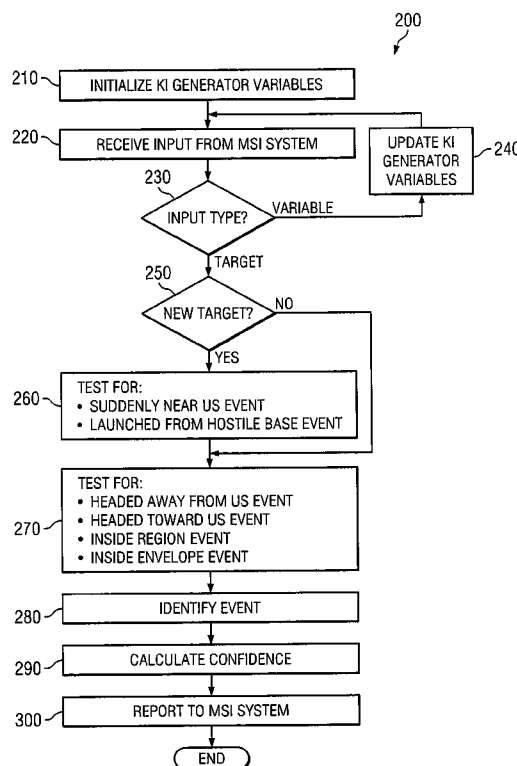 200
210
INITIALIZE KI GENERATOR VARIABLES
220
RECEIVE INPUT FROM MSI SYSTEM
UPDATE KI
GENERATOR
VARIABLES
240
230
INPUT TYPE?
VARIABLE
TARGET
250
NEW TARGET?
NO
YES
260
TEST FOR:
• SUDDENLY NEAR US EVENT
• LAUNCHED FROM HOSTILE BASE EVENT
270
TEST FOR:
• HEADED AWAY FROM US EVENT
• HEADED TOWARD US EVENT
• INSIDE REGION EVENT
• INSIDE ENVELOPE EVENT
280
IDENTIFY EVENT
290
CALCULATE CONFIDENCE
300
REPORT TO MSI SYSTEM
END